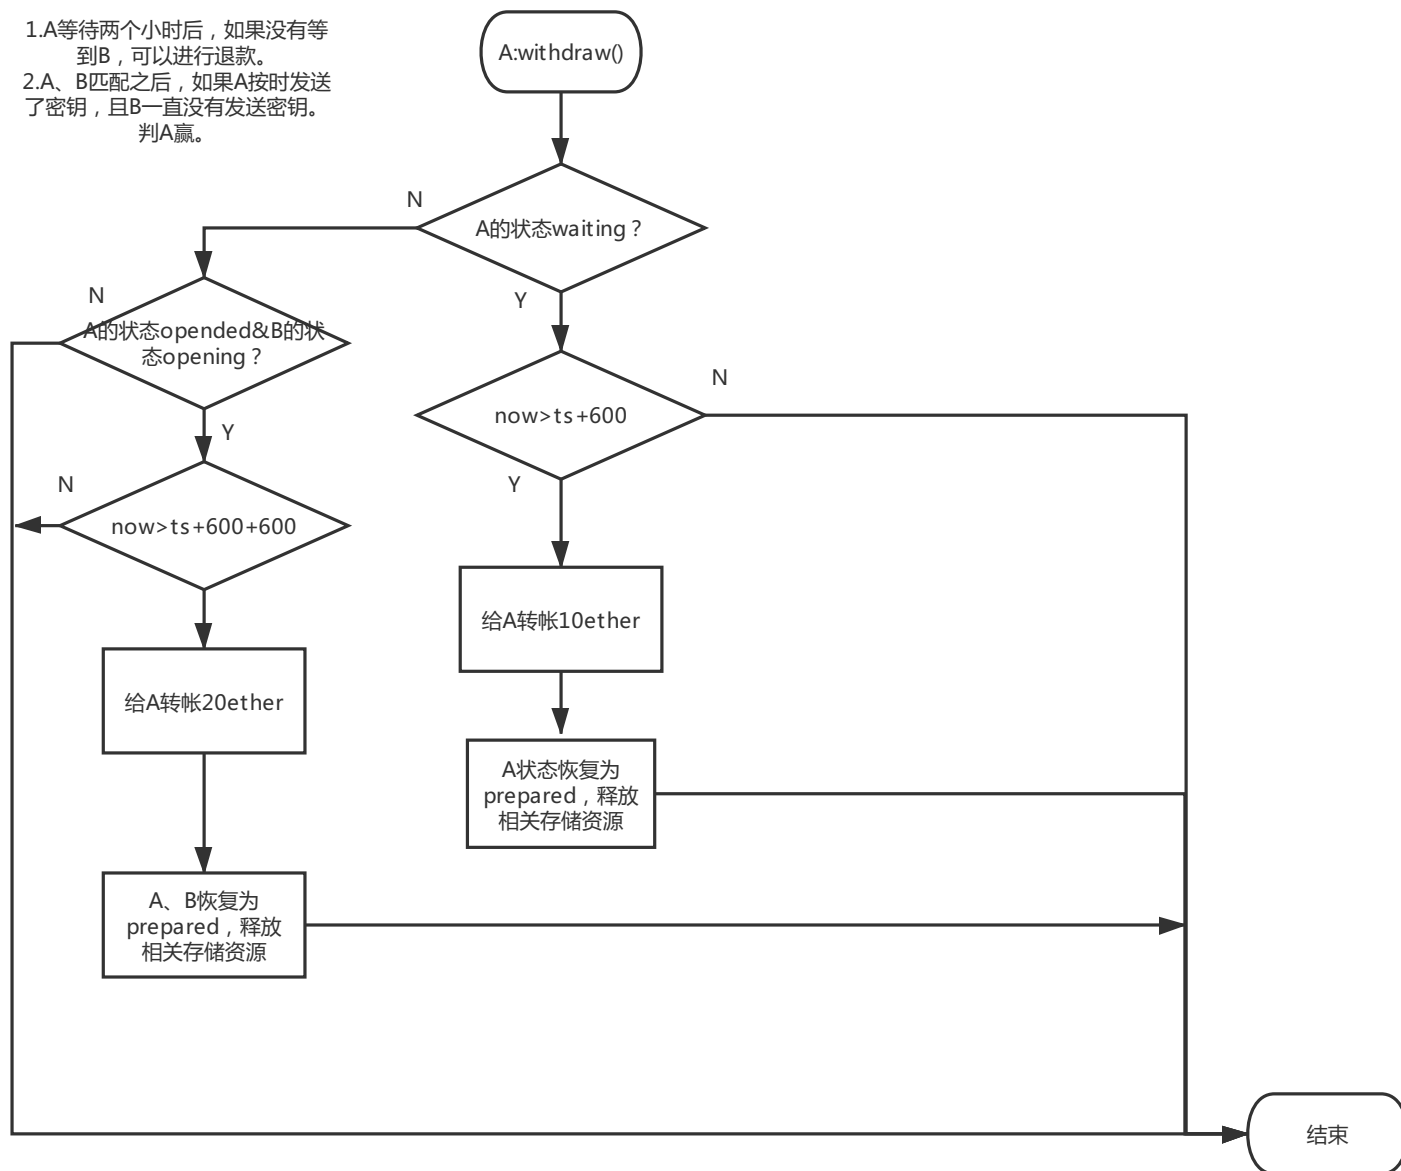 1.A等待两个小时后，如果没有等
到B，可以进行退款。
2.A、B匹配之后，如果A按时发送
了密钥，且B一直没有发送密钥。
判A赢。
A:withdraw()
N
A的状态waiting？
N
Y
A的状态opended&B的状
态opening？
N
now>ts+600
Y
N
Y
now>ts+600+600
给A转帐10ether
给A转帐20ether
A状态恢复为
prepared，释放
相关存储资源
A、B恢复为
prepared，释放
相关存储资源
结束